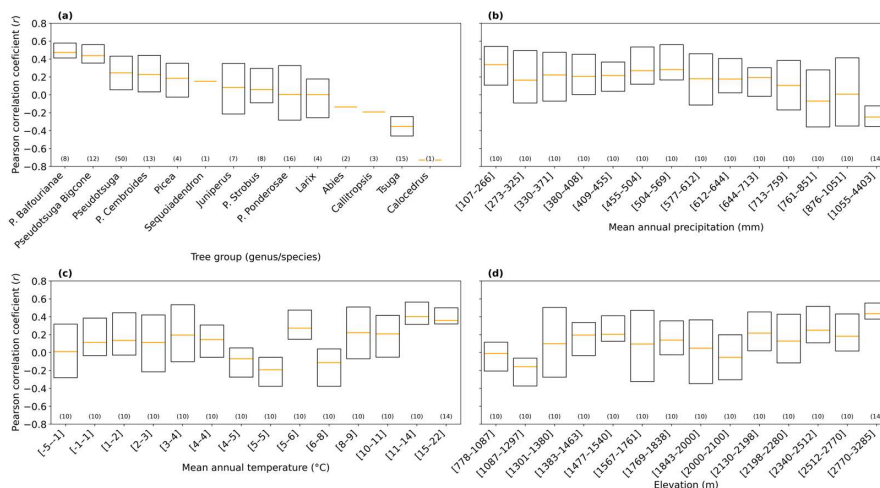 (a)
Pearson correlation coeficient (r)
0.8
0.6
0.4
0.2
0.0
−0.2
−0.4
−0.6
−0.8
(8) (12) (50) (13) (4) (1) (7) (8) (16) (4) (2) (3) (15) (1)
P. Balfourianae
Pseudotsuga Bigcone
Pseudotsuga
P. Cembroides
Picea
Sequoiadendron
Juniperus
P. Strobus
P. Ponderosae
Larix
Abies
Callitropsis
Tsuga
Calocedrus
Tree group (genus/species)
(b)
(10) (10) (10) (10) (10) (10) (10) (10) (10) (10) (10) (10) (10) (14)
[107–266]
[273–325]
[330–371]
[380–408]
[409–455]
[455–504]
[504–569]
[577–612]
[612–644]
[644–713]
[713–759]
[761–851]
[876–1051]
[1055–4403]
Mean annual precipitation (mm)
(c)
Pearson correlation coeficient (r)
0.8
0.6
0.4
0.2
0.0
−0.2
−0.4
−0.6
−0.8
(10) (10) (10) (10) (10) (10) (10) (10) (10) (10) (10) (10) (10) (14)
[-5–-1]
[-1–1]
[1–2]
[2–3]
[3–4]
[4–4]
[4–5]
[5–5]
[5–6]
[6–8]
[8–9]
[10–11]
[11–14]
[15–22]
Mean annual temperature (°C)
(d)
(10) (10) (10) (10) (10) (10) (10) (10) (10) (10) (10) (10) (10) (14)
[778–1087]
[1087–1297]
[1301–1380]
[1383–1463]
[1477–1540]
[1567–1761]
[1769–1838]
[1843–2000]
[2000–2100]
[2130–2198]
[2198–2280]
[2340–2512]
[2512–2770]
[2770–3285]
Elevation (m)